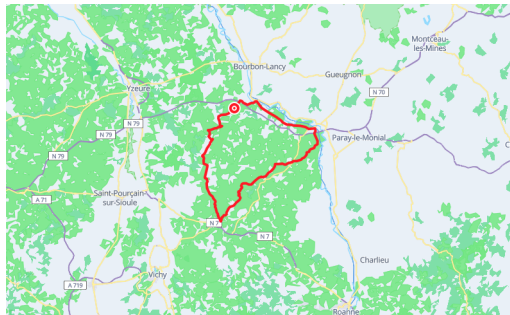 Montceau-
les-Mines
Bourbon-Lancy
Gueugnon
Yzeure
N 70
N 79
N 79
N 79
Paray-le-Monial
Saint-Pourçain
sur-Sioule
A 71
N 7
N 7
Charlieu
Vichy
A 719
Roanne